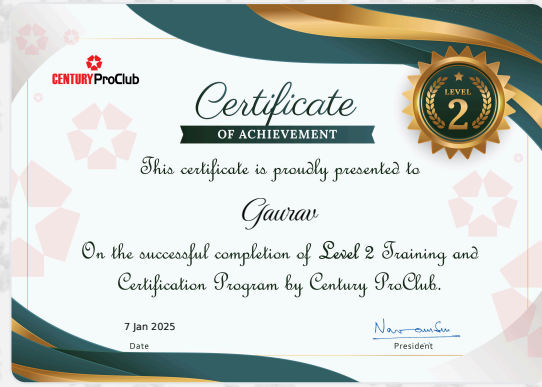 CENTURY ProClub
LEVEL
2
Certificate
OF ACHIEVEMENT
This certificate is proudly presented to
Gaurav
On the successful completion of Level 2 Training and
Certification Program by Century ProClub.
7 Jan 2025
Date
President